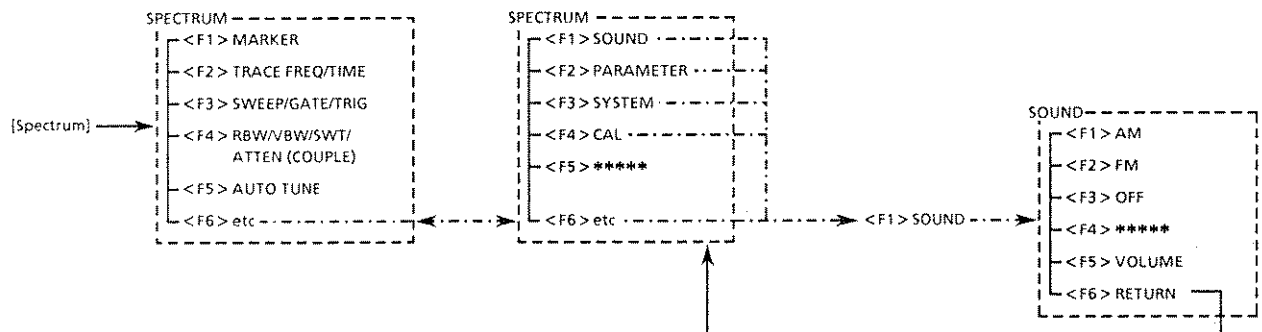 [Spectrum]
SPECTRUM
<F1> MARKER
<F2> TRACE FREQ/TIME
<F3> SWEEP/GATE/TRIG
<F4> RBW/VBW/SWT/
ATTEN (COUPLE)
<F5> AUTO TUNE
<F6> etc
SPECTRUM
<F1> SOUND
<F2> PARAMETER
<F3> SYSTEM
<F4> CAL
<F5> *****
<F6> etc
<F1> SOUND
SOUND
<F1> AM
<F2> FM
<F3> OFF
<F4> *****
<F5> VOLUME
<F6> RETURN